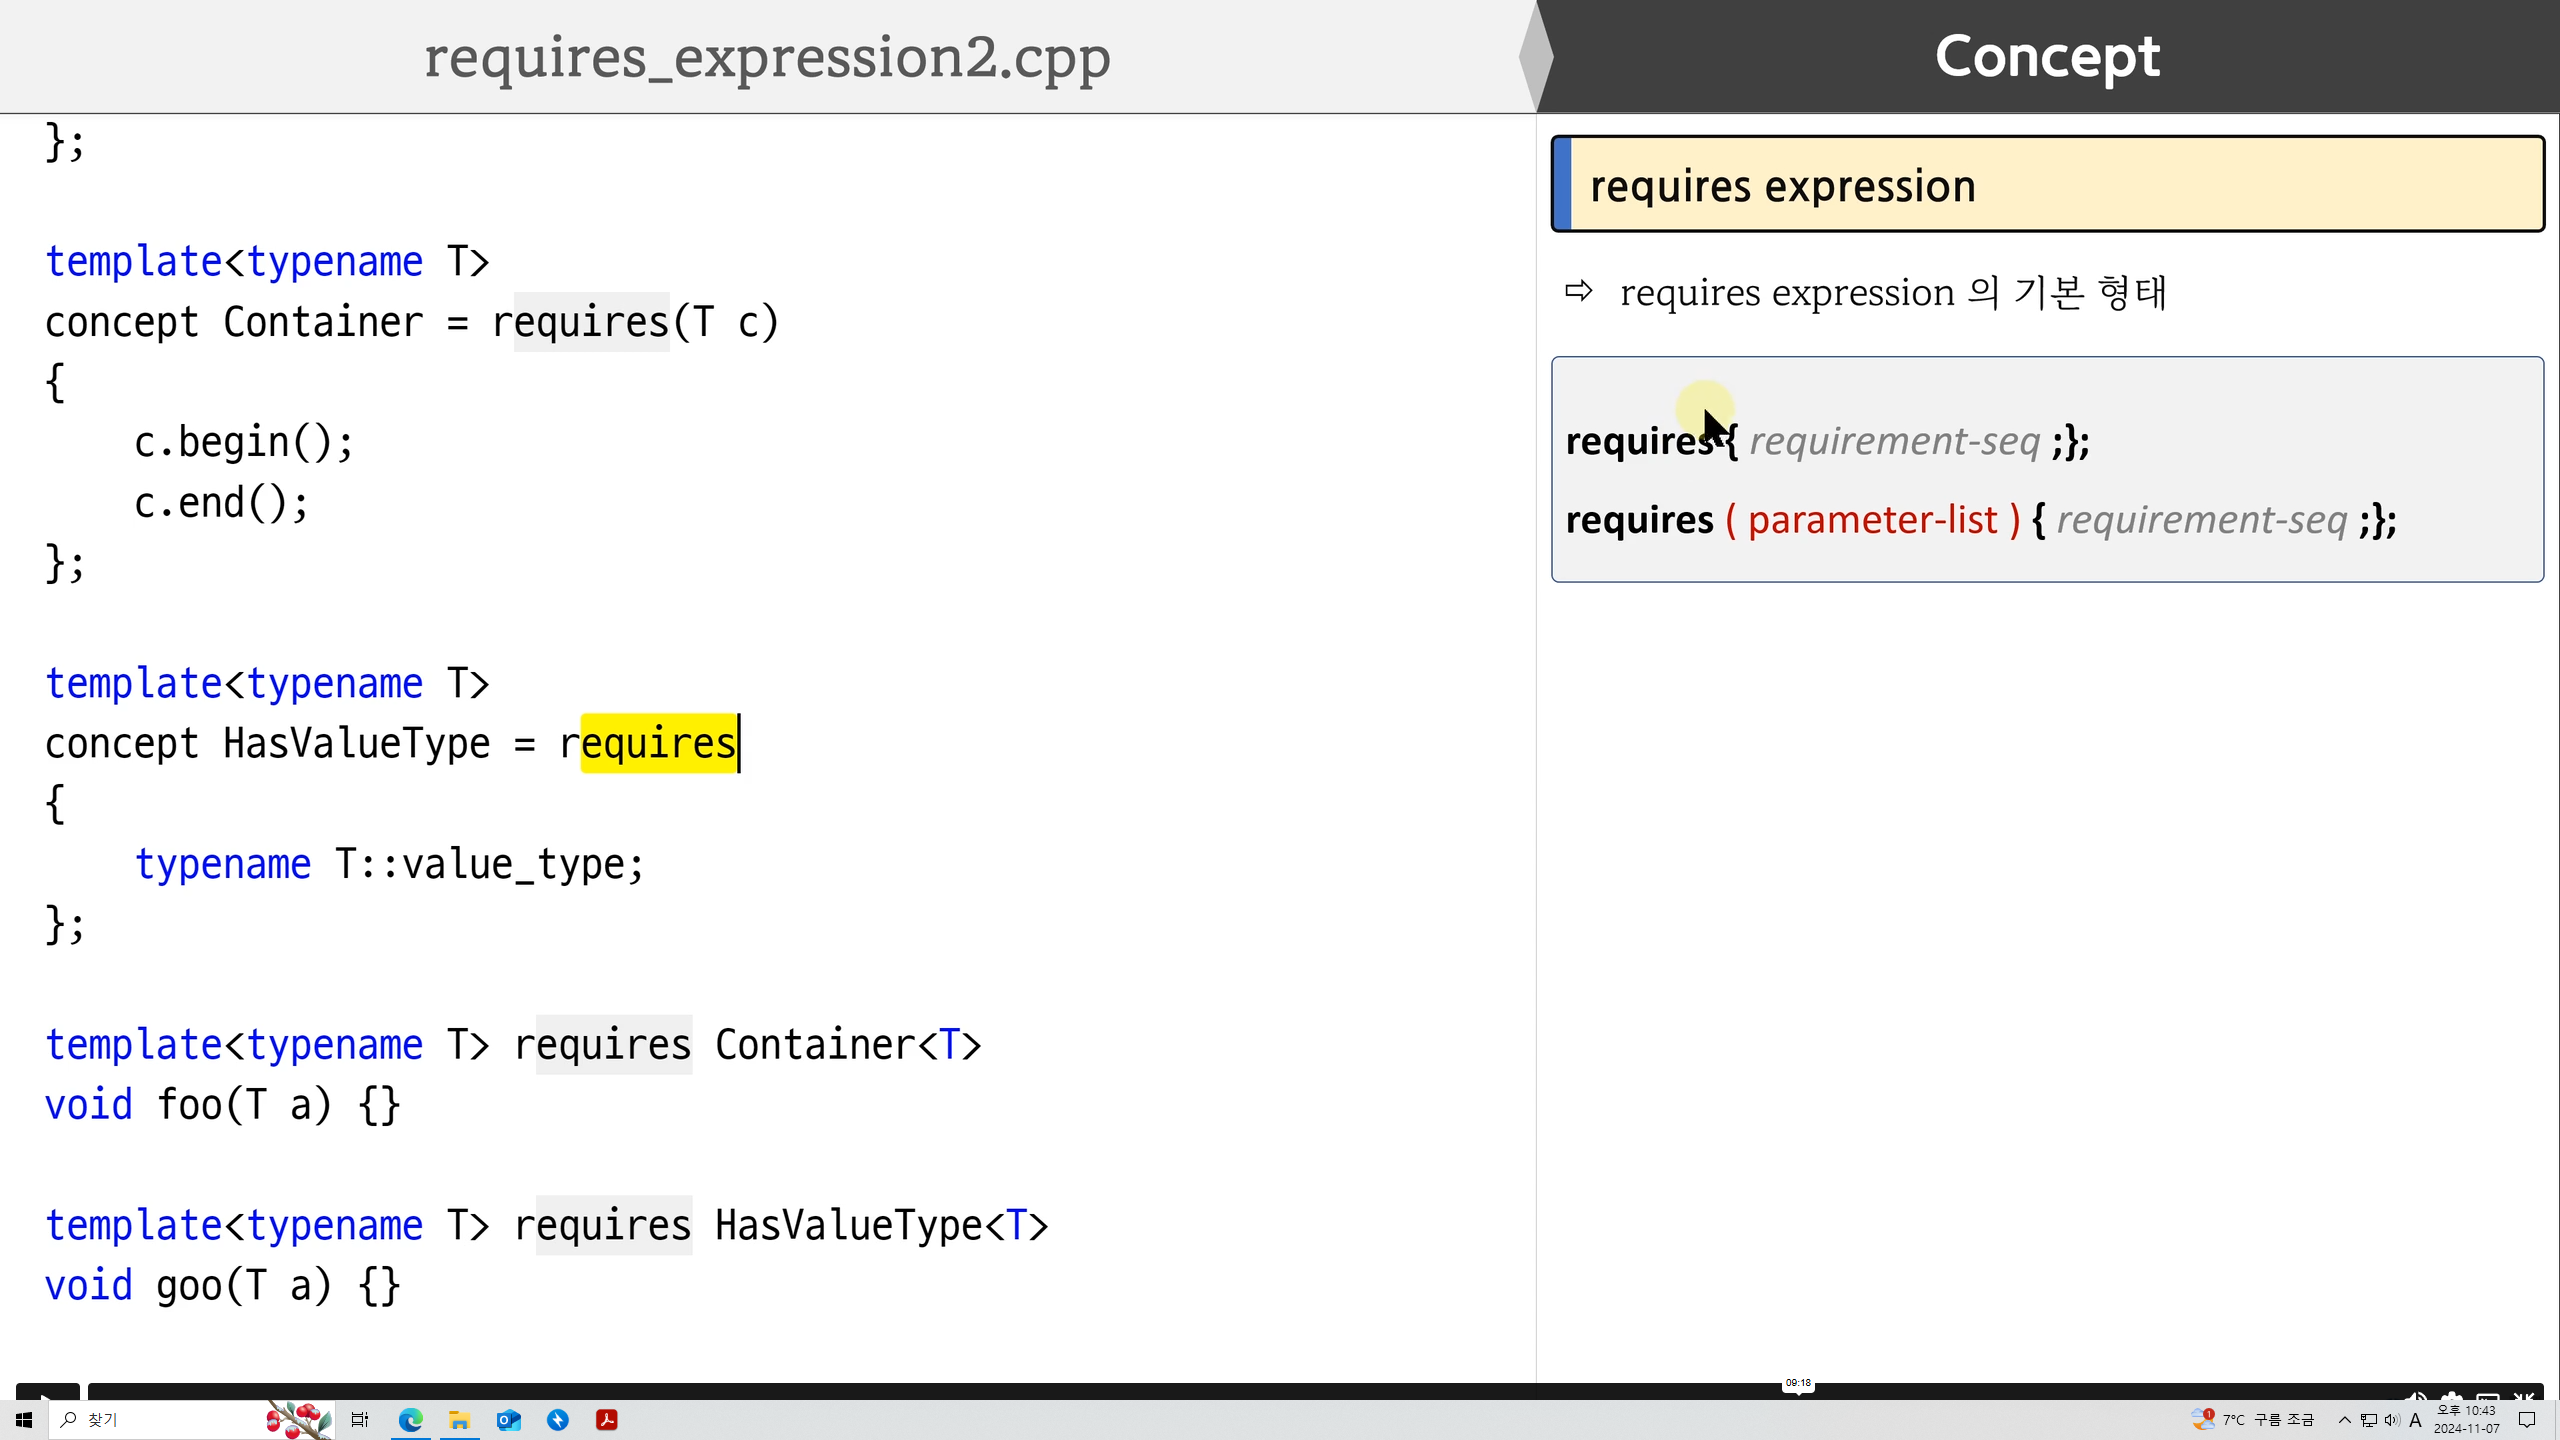 requires_expression2.cpp
Concept
};
template<typename T>
concept Container = requires(T c)
{
    c.begin();
    c.end();
};
template<typename T>
concept HasValueType = requires
{
    typename T::value_type;
};
template<typename T> requires Container<T>
void foo(T a) {}
template<typename T> requires HasValueType<T>
void goo(T a) {}
requires expression
⇨ requires expression 의 기본 형태
requires { requirement-seq ;};
requires ( parameter-list ) { requirement-seq ;};
09:18
찾기
1
7°C 구름 조금
A
오후 10:43
2024-11-07